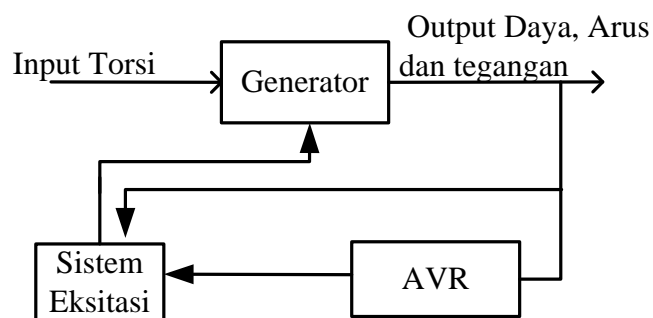 Input Torsi
Generator
Output Daya, Arus
dan tegangan
Sistem
Eksitasi
AVR